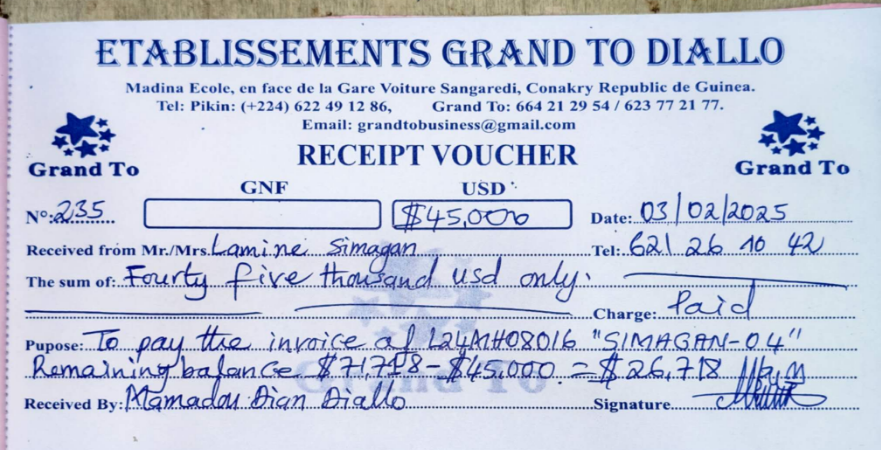 ETABLISSEMENTS GRAND TO DIALLO
Madina Ecole, en face de la Gare Voiture Sangaredi, Conakry Republic de Guinea.
Tel: Pikin: (+224) 622 49 12 86, Grand To: 664 21 29 54 / 623 77 21 77.
Email: grandtobusiness@gmail.com
Grand To RECEIPT VOUCHER Grand To
GNF USD
N°: 235 $45,000 Date: 03/02/2025
Received from Mr./Mrs. Lamine Simagan Tel: 621 26 10 42
The sum of: Fourty five thousand usd only.
Charge: Paid
Pupose: To pay the invoice of L24MH08016 "SIMAGAN-04"
Remaining balance $71,718 - $45,000 = $26,718
Received By: Mamadou Dian Diallo Signature
Grand To